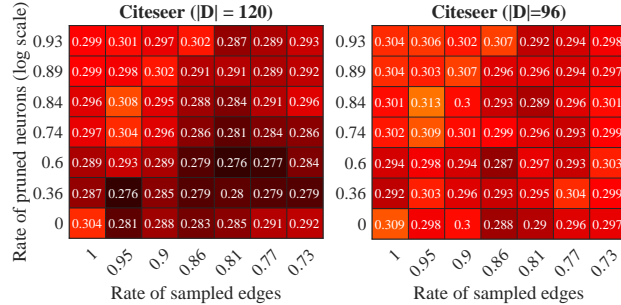 Citeseer (|D| = 120)
Rate of pruned neurons (log scale)
0.93 0.299 0.301 0.297 0.302 0.287 0.289 0.293
0.89 0.299 0.298 0.302 0.291 0.291 0.289 0.292
0.84 0.296 0.308 0.295 0.288 0.284 0.291 0.296
0.74 0.297 0.304 0.296 0.286 0.281 0.284 0.286
0.6 0.289 0.293 0.289 0.279 0.276 0.277 0.284
0.36 0.287 0.276 0.285 0.279 0.28 0.279 0.279
0 0.304 0.281 0.288 0.283 0.285 0.291 0.292
1 0.95 0.9 0.86 0.81 0.77 0.73
Rate of sampled edges
Citeseer (|D|=96)
0.93 0.304 0.306 0.302 0.307 0.292 0.294 0.298
0.89 0.304 0.303 0.307 0.296 0.296 0.294 0.297
0.84 0.301 0.313 0.3 0.293 0.289 0.296 0.301
0.74 0.302 0.309 0.301 0.299 0.296 0.293 0.299
0.6 0.294 0.298 0.294 0.287 0.297 0.293 0.303
0.36 0.292 0.303 0.296 0.293 0.295 0.304 0.299
0 0.309 0.298 0.3 0.288 0.29 0.296 0.297
1 0.95 0.9 0.86 0.81 0.77 0.73
Rate of sampled edges